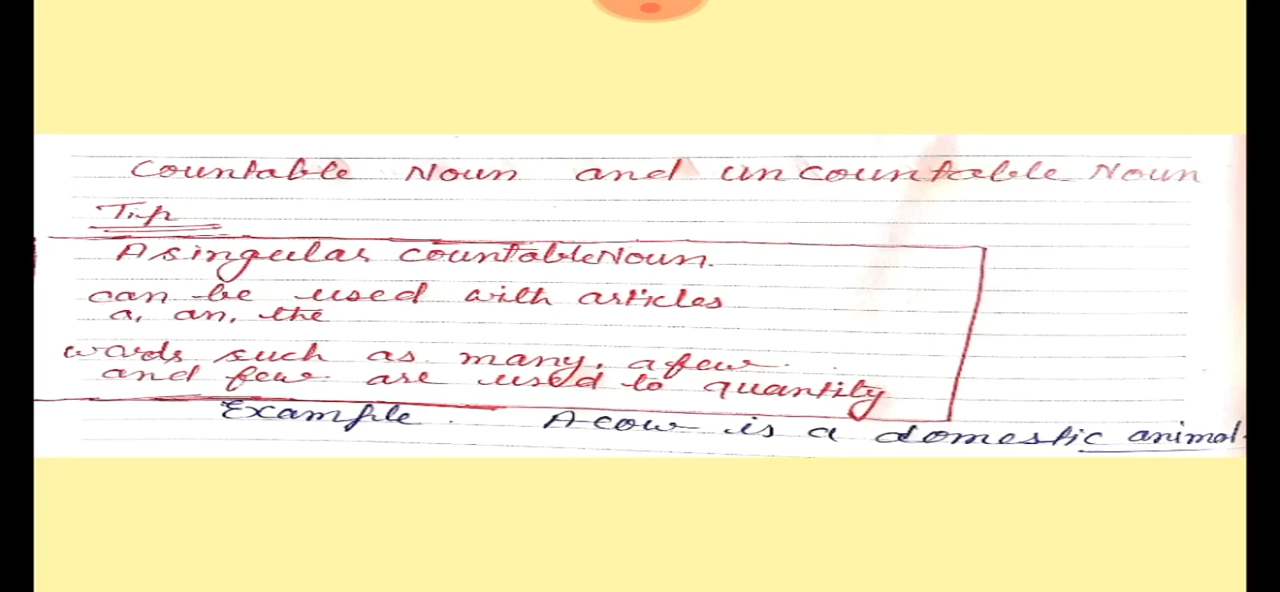 Countable Noun and uncountable Noun
Tip
A singular countable Noun.
can be used with articles
a, an, the
words such as many, a few.
and few are used to quantity
Example. A cow is a domestic animal.